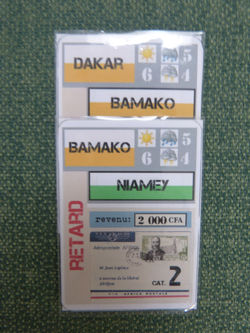 DAKAR
5
6 4
BAMAKO
BAMAKO
5
6 4
NIAMEY
revenu: 2 000 CFA
RETARD
CAT. 2